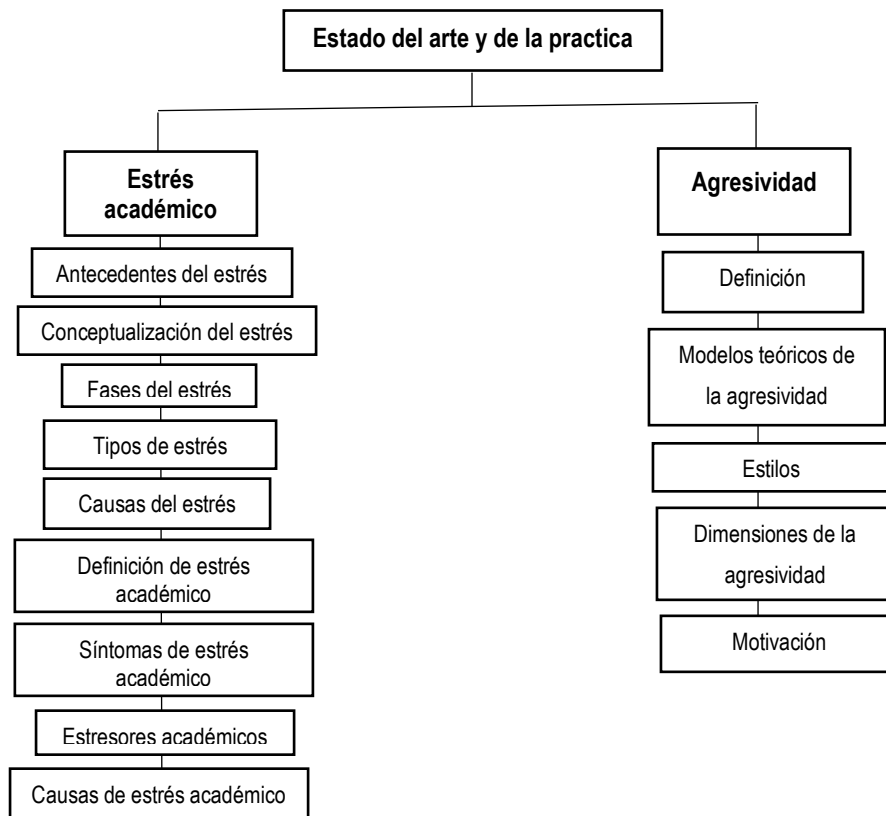 Estado del arte y de la practica
Estrés
académico
Antecedentes del estrés
Conceptualización del estrés
Fases del estrés
Tipos de estrés
Causas del estrés
Definición de estrés
académico
Síntomas de estrés
académico
Estresores académicos
Causas de estrés académico
Agresividad
Definición
Modelos teóricos de
la agresividad
Estilos
Dimensiones de la
agresividad
Motivación